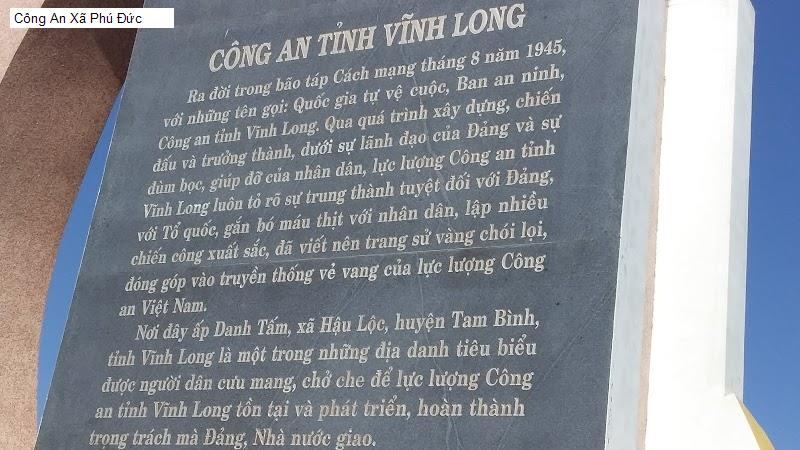 Công An Xã Phú Đức
CÔNG AN TỈNH VĨNH LONG
Ra đời trong bão táp Cách mạng tháng 8 năm 1945,
với những tên gọi: Quốc gia tự vệ cuộc, Ban an ninh,
Công an tỉnh Vĩnh Long. Qua quá trình xây dựng, chiến
đấu và trưởng thành, dưới sự lãnh đạo của Đảng và sự
đùm bọc, giúp đỡ của nhân dân, lực lượng Công an tỉnh
Vĩnh Long luôn tỏ rõ sự trung thành tuyệt đối với Đảng,
với Tổ quốc, gắn bó máu thịt với nhân dân, lập nhiều
chiến công xuất sắc, đã viết nên trang sử vàng chói lọi,
đóng góp vào truyền thống vẻ vang của lực lượng Công
an Việt Nam.
Nơi đây ấp Danh Tấm, xã Hậu Lộc, huyện Tam Bình,
tỉnh Vĩnh Long là một trong những địa danh tiêu biểu
được người dân cưu mang, chở che để lực lượng Công
an tỉnh Vĩnh Long tồn tại và phát triển, hoàn thành
trọng trách mà Đảng, Nhà nước giao.